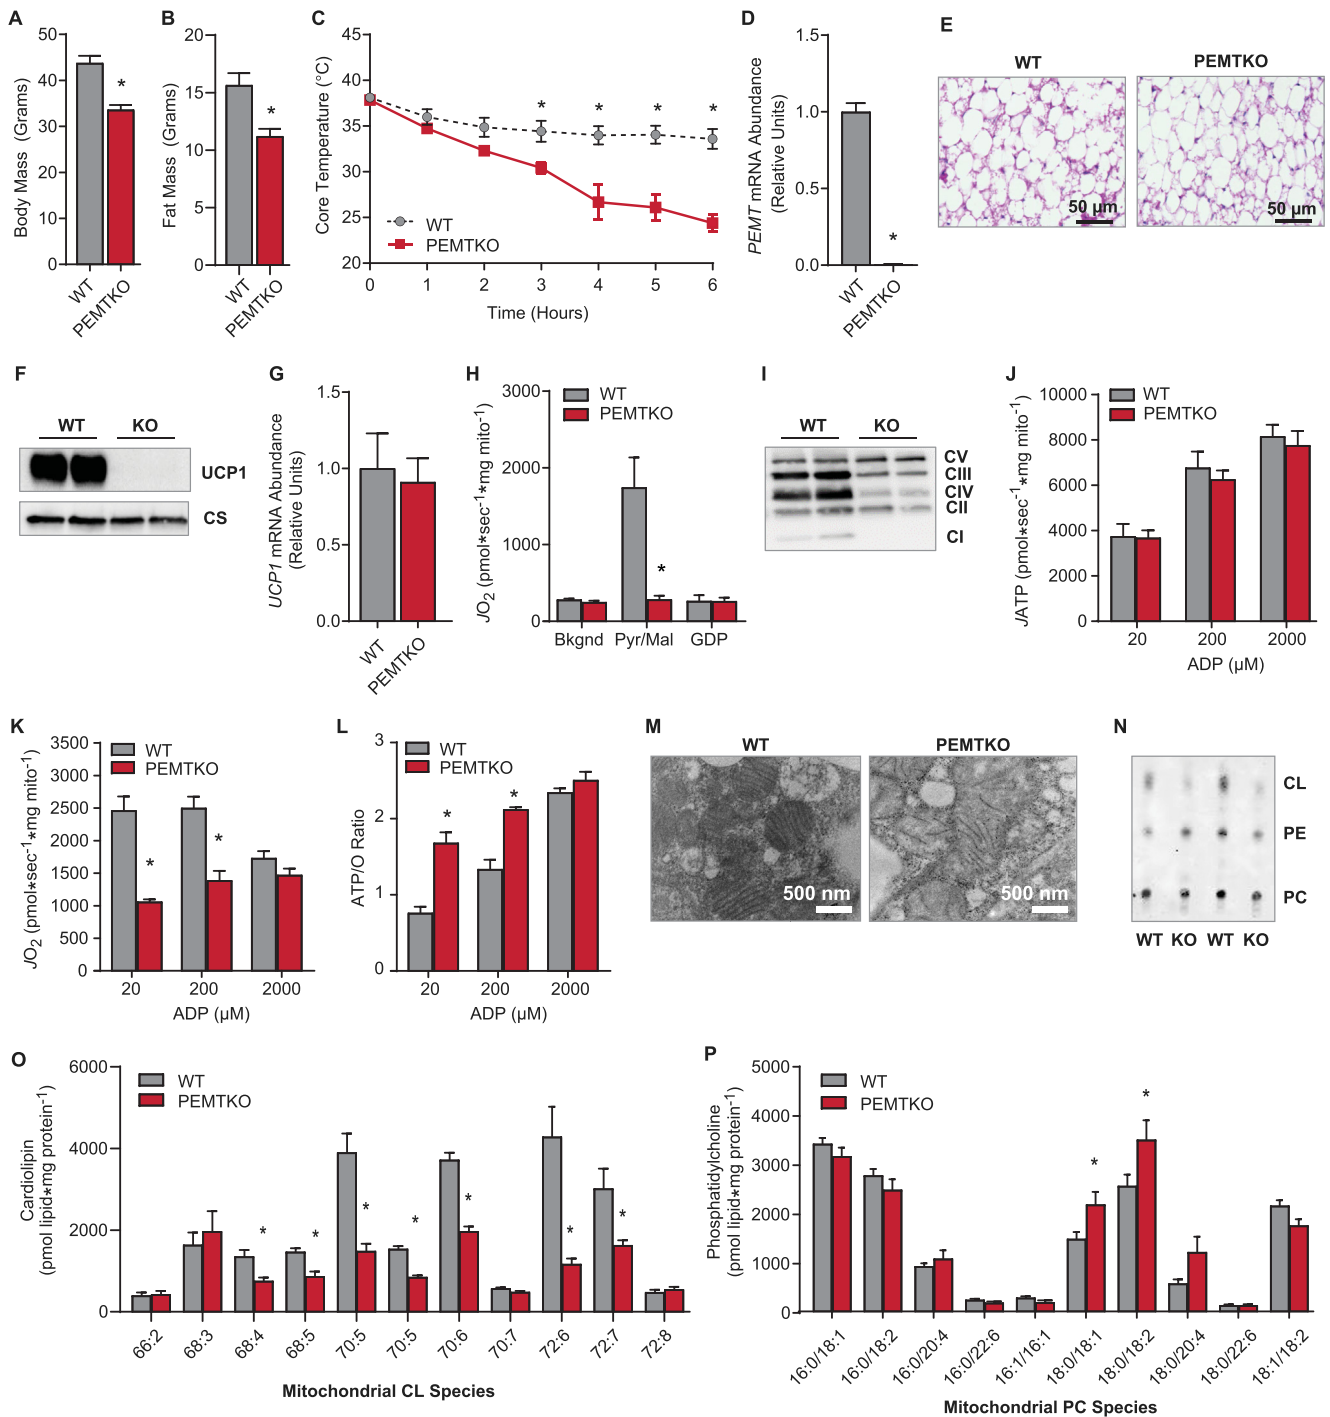 A
Body Mass (Grams)
50
40
30
20
10
0
*
WT
PEMTKO
B
Fat Mass (Grams)
20
15
10
5
0
*
WT
PEMTKO
C
Core Temperature (°C)
45
40
35
30
25
20
* * * *
WT
PEMTKO
0 1 2 3 4 5 6
Time (Hours)
D
PEMT mRNA Abundance
(Relative Units)
1.5
1.0
0.5
0.0
*
WT
PEMTKO
E
WT PEMTKO
50 µm 50 µm
F
WT KO
UCP1
CS
G
UCP1 mRNA Abundance
(Relative Units)
1.5
1.0
0.5
0.0
WT
PEMTKO
H
JO2 (pmol*sec-1*mg mito-1)
3000
2000
1000
0
WT
PEMTKO
*
Bkgnd Pyr/Mal GDP
I
WT KO
CV
CIII
CIV
CII
CI
J
JATP (pmol*sec-1*mg mito-1)
10000
8000
6000
4000
2000
0
WT
PEMTKO
20 200 2000
ADP (µM)
K
JO2 (pmol*sec-1*mg mito-1)
3500
3000
2500
2000
1500
1000
500
0
WT
PEMTKO
* *
20 200 2000
ADP (µM)
L
ATP/O Ratio
3
2
1
0
WT
PEMTKO
* *
20 200 2000
ADP (µM)
M
WT PEMTKO
500 nm 500 nm
N
CL
PE
PC
WT KO WT KO
O
Cardiolipin
(pmol lipid*mg protein-1)
6000
4000
2000
0
WT
PEMTKO
* * * * * * *
66:2 68:3 68:4 68:5 70:5 70:5 70:6 70:7 72:6 72:7 72:8
Mitochondrial CL Species
P
Phosphatidylcholine
(pmol lipid*mg protein-1)
5000
4000
3000
2000
1000
0
WT
PEMTKO
* *
16:0/18:1 16:0/18:2 16:0/20:4 16:0/22:6 16:1/16:1 18:0/18:1 18:0/18:2 18:0/20:4 18:0/22:6 18:1/18:2
Mitochondrial PC Species